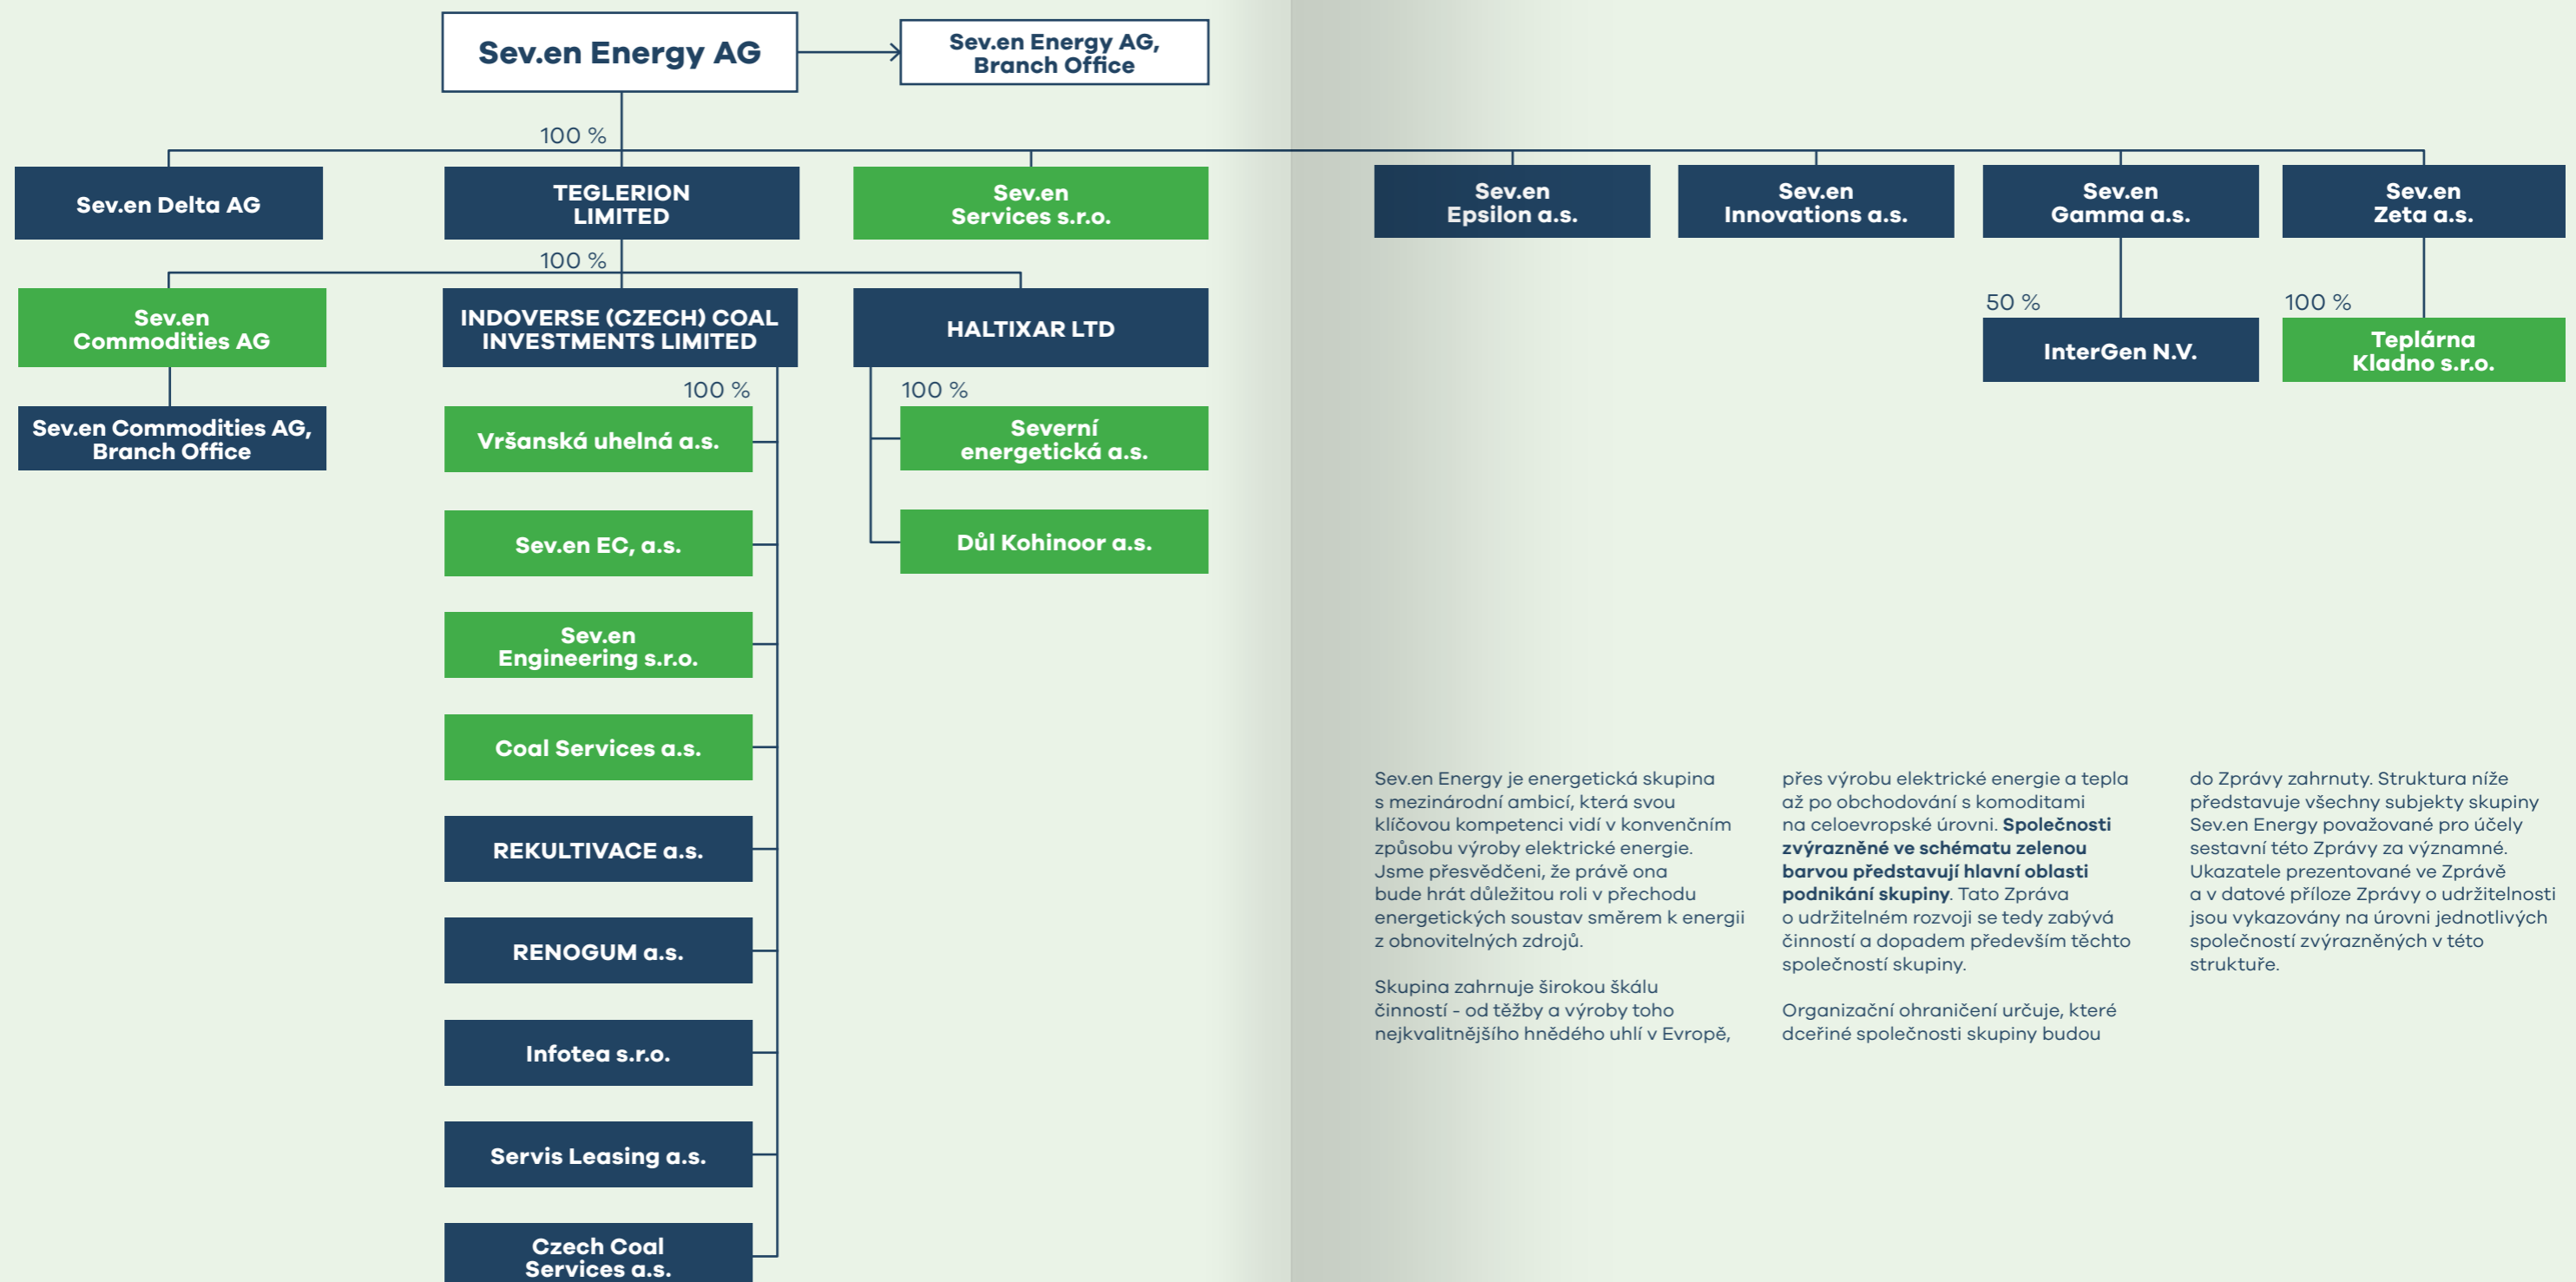 Sev.en Energy AG
Sev.en Energy AG,
Branch Office
100 %
Sev.en Delta AG
TEGLERION
LIMITED
Sev.en
Services s.r.o.
Sev.en
Epsilon a.s.
Sev.en
Innovations a.s.
Sev.en
Gamma a.s.
Sev.en
Zeta a.s.
100 %
Sev.en
Commodities AG
INDOVERSE (CZECH) COAL
INVESTMENTS LIMITED
HALTIXAR LTD
50 %
InterGen N.V.
100 %
Teplárna
Kladno s.r.o.
Sev.en Commodities AG,
Branch Office
100 %
Vršanská uhelná a.s.
Sev.en EC, a.s.
Sev.en
Engineering s.r.o.
Coal Services a.s.
REKULTIVACE a.s.
RENOGUM a.s.
Infotea s.r.o.
Servis Leasing a.s.
Czech Coal
Services a.s.
100 %
Severní
energetická a.s.
Důl Kohinoor a.s.
Sev.en Energy je energetická skupina
s mezinárodní ambicí, která svou
klíčovou kompetenci vidí v konvenčním
způsobu výroby elektrické energie.
Jsme přesvědčeni, že právě ona
bude hrát důležitou roli v přechodu
energetických soustav směrem k energii
z obnovitelných zdrojů.
Skupina zahrnuje širokou škálu
činností - od těžby a výroby toho
nejkvalitnějšího hnědého uhlí v Evropě,
přes výrobu elektrické energie a tepla
až po obchodování s komoditami
na celoevropské úrovni. Společnosti
zvýrazněné ve schématu zelenou
barvou představují hlavní oblasti
podnikání skupiny. Tato Zpráva
o udržitelném rozvoji se tedy zabývá
činností a dopadem především těchto
společností skupiny.
Organizační ohraničení určuje, které
dceřiné společnosti skupiny budou
do Zprávy zahrnuty. Struktura níže
představuje všechny subjekty skupiny
Sev.en Energy považované pro účely
sestavní této Zprávy za významné.
Ukazatele prezentované ve Zprávě
a v datové příloze Zprávy o udržitelnosti
jsou vykazovány na úrovni jednotlivých
společností zvýrazněných v této
struktuře.